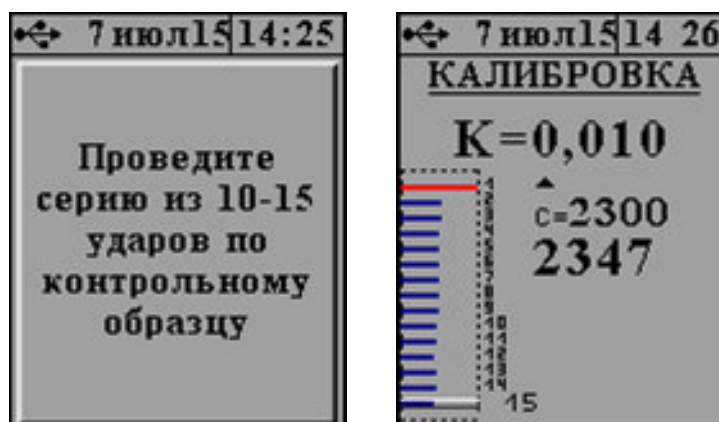 7 июл15 14:25
Проведите
серию из 10-15
ударов по
контрольному
образцу
7 июл15 14 26
КАЛИБРОВКА
К=0,010
с=2300
2347
15